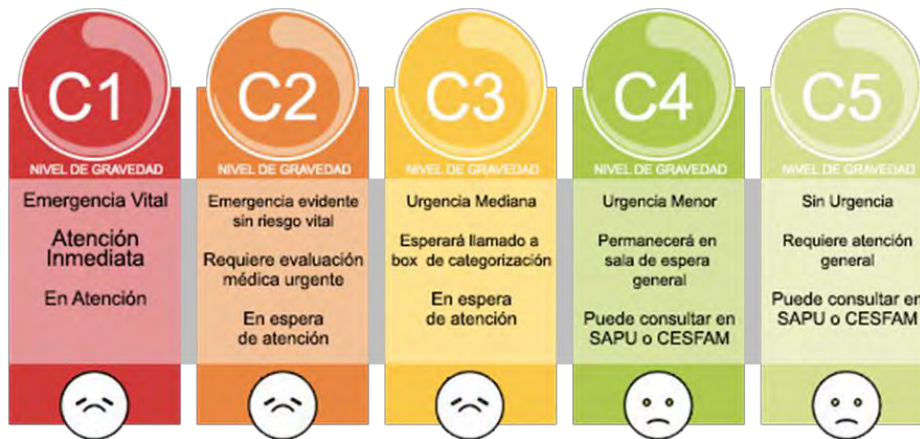 C1
NIVEL DE GRAVEDAD
Emergencia Vital
Atención
Inmediata
En Atención
C2
NIVEL DE GRAVEDAD
Emergencia evidente
sin riesgo vital
Requiere evaluación
médica urgente
En espera
de atención
C3
NIVEL DE GRAVEDAD
Urgencia Mediana
Esperará llamado a
box de categorización
En espera
de atención
C4
NIVEL DE GRAVEDAD
Urgencia Menor
Permanecerá en
sala de espera
general
Puede consultar en
SAPU o CESFAM
C5
NIVEL DE GRAVEDAD
Sin Urgencia
Requiere atención
general
Puede consultar en
SAPU o CESFAM